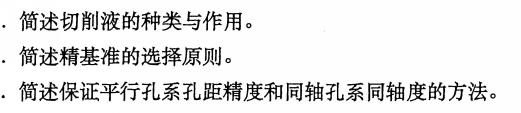 . 简述切削液的种类与作用。
. 简述精基准的选择原则。
. 简述保证平行孔系孔距精度和同轴孔系同轴度的方法。